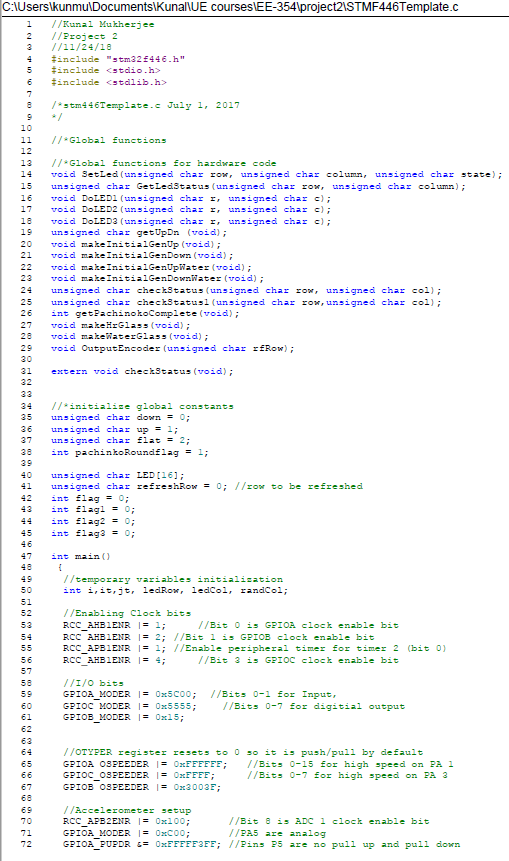 C:\Users\kunmu\Documents\Kunal\UE courses\EE-354\project2\STMF446Template.c
1 //Kunal Mukherjee
2 //Project 2
3 //11/24/18
4 #include "stm32f446.h"
5 #include <stdio.h>
6 #include <stdlib.h>
7
8 /*stm446Template.c July 1, 2017
9 */
10
11 //*Global functions
12
13 //*Global functions for hardware code
14 void SetLed(unsigned char row, unsigned char column, unsigned char state);
15 unsigned char GetLedStatus(unsigned char row, unsigned char column);
16 void DoLED1(unsigned char r, unsigned char c);
17 void DoLED2(unsigned char r, unsigned char c);
18 void DoLED3(unsigned char r, unsigned char c);
19 unsigned char getUpDn (void);
20 void makeInitialGenUp(void);
21 void makeInitialGenDown(void);
22 void makeInitialGenUpWater(void);
23 void makeInitialGenDownWater(void);
24 unsigned char checkStatus(unsigned char row, unsigned char col);
25 unsigned char checkStatus1(unsigned char row,unsigned char col);
26 int getPachinokoComplete(void);
27 void makeHrGlass(void);
28 void makeWaterGlass(void);
29 void OutputEncoder(unsigned char rfRow);
30
31 extern void checkStatus(void);
32
33
34 //*initialize global constants
35 unsigned char down = 0;
36 unsigned char up = 1;
37 unsigned char flat = 2;
38 int pachinkoRoundflag = 1;
39
40 unsigned char LED[16];
41 unsigned char refreshRow = 0; //row to be refreshed
42 int flag = 0;
43 int flag1 = 0;
44 int flag2 = 0;
45 int flag3 = 0;
46
47 int main()
48 {
49 //temporary variables initialization
50 int i,it,jt, ledRow, ledCol, randCol;
51
52 //Enabling Clock bits
53 RCC_AHB1ENR |= 1; //Bit 0 is GPIOA clock enable bit
54 RCC_AHB1ENR |= 2; //Bit 1 is GPIOB clock enable bit
55 RCC_APB1ENR |= 1; //Enable peripheral timer for timer 2 (bit 0)
56 RCC_AHB1ENR |= 4; //Bit 3 is GPIOC clock enable bit
57
58 //I/O bits
59 GPIOA_MODER |= 0x5C00; //Bits 0-1 for Input,
60 GPIOC_MODER |= 0x5555; //Bits 0-7 for digitial output
61 GPIOB_MODER |= 0x15;
62
63
64 //OTYPER register resets to 0 so it is push/pull by default
65 GPIOA_OSPEEDER |= 0xFFFFFF; //Bits 0-15 for high speed on PA 1
66 GPIOC_OSPEEDER |= 0xFFFF; //Bits 0-7 for high speed on PA 3
67 GPIOB_OSPEEDER |= 0x3003F;
68
69 //Accelerometer setup
70 RCC_APB2ENR |= 0x100; //Bit 8 is ADC 1 clock enable bit
71 GPIOA_MODER |= 0xC00; //PA5 are analog
72 GPIOA_PUPDR &= 0xFFFFF3FF; //Pins P5 are no pull up and pull down